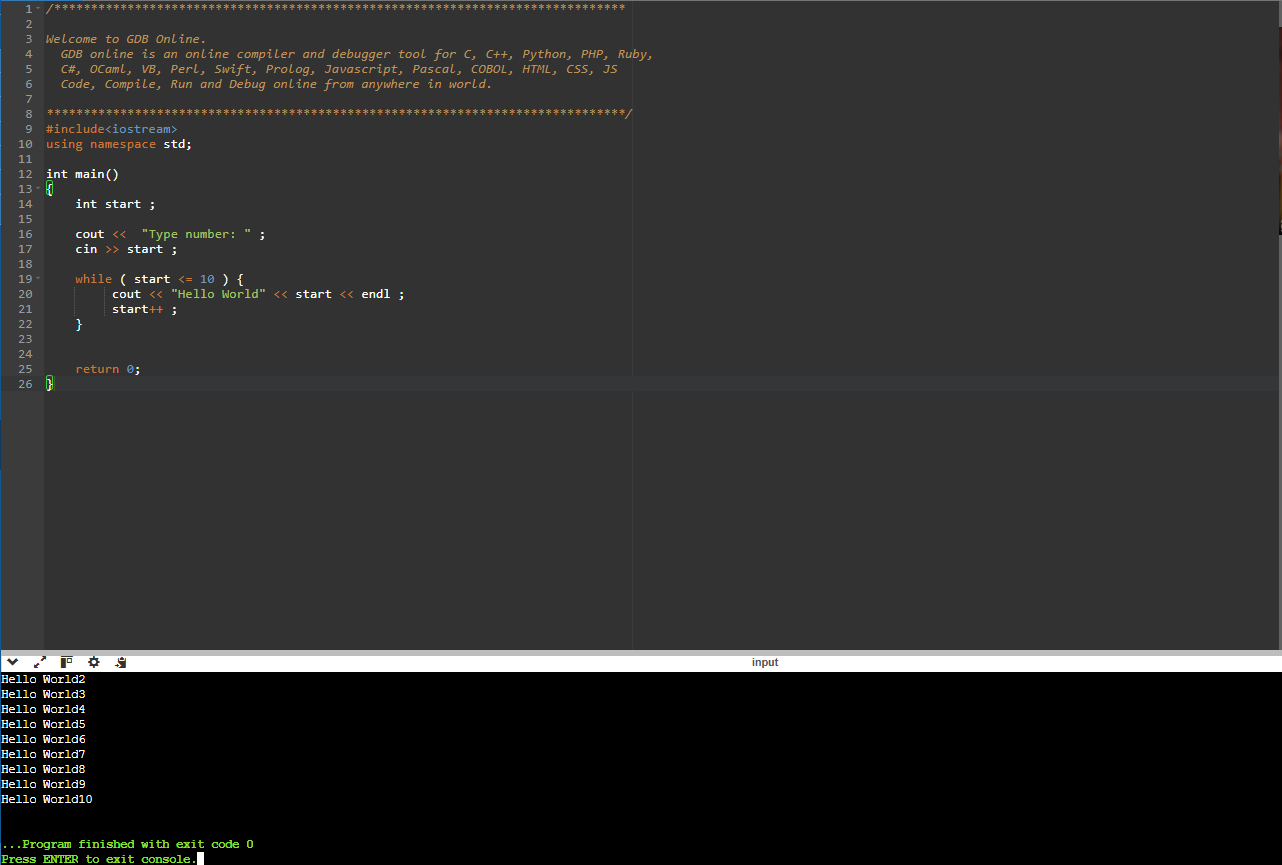 1 /******************************************************************************
2
3 Welcome to GDB Online.
4   GDB online is an online compiler and debugger tool for C, C++, Python, PHP, Ruby,
5   C#, OCaml, VB, Perl, Swift, Prolog, Javascript, Pascal, COBOL, HTML, CSS, JS
6   Code, Compile, Run and Debug online from anywhere in world.
7
8 *******************************************************************************/
9 #include<iostream>
10 using namespace std;
11
12 int main()
13 {
14     int start ;
15
16     cout <<  "Type number: " ;
17     cin >> start ;
18
19     while ( start <= 10 ) {
20          cout << "Hello World" << start << endl ;
21          start++ ;
22     }
23
24
25     return 0;
26 }
input
Hello World2
Hello World3
Hello World4
Hello World5
Hello World6
Hello World7
Hello World8
Hello World9
Hello World10
...Program finished with exit code 0
Press ENTER to exit console.